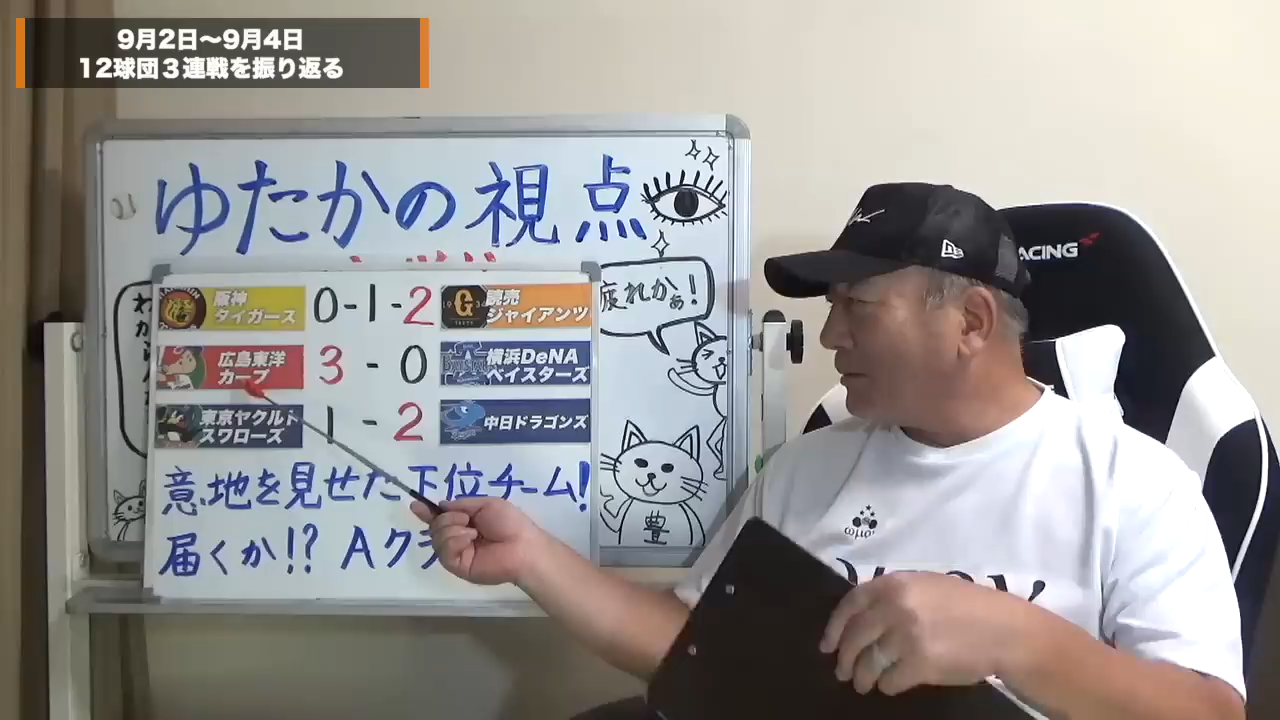 9月2日〜9月4日
12球団3連戦を振り返る
ゆたかの視点
疲れかぁ!
わか
阪神
タイガース
0-1-2
読売
ジャイアンツ
広島東洋
カープ
3-0
横浜DeNA
ベイスターズ
東京ヤクルト
スワローズ
1-2
中日ドラゴンズ
意地を見せた下位チーム!
届くか!? Aクラ
豊
ACING
ωμο